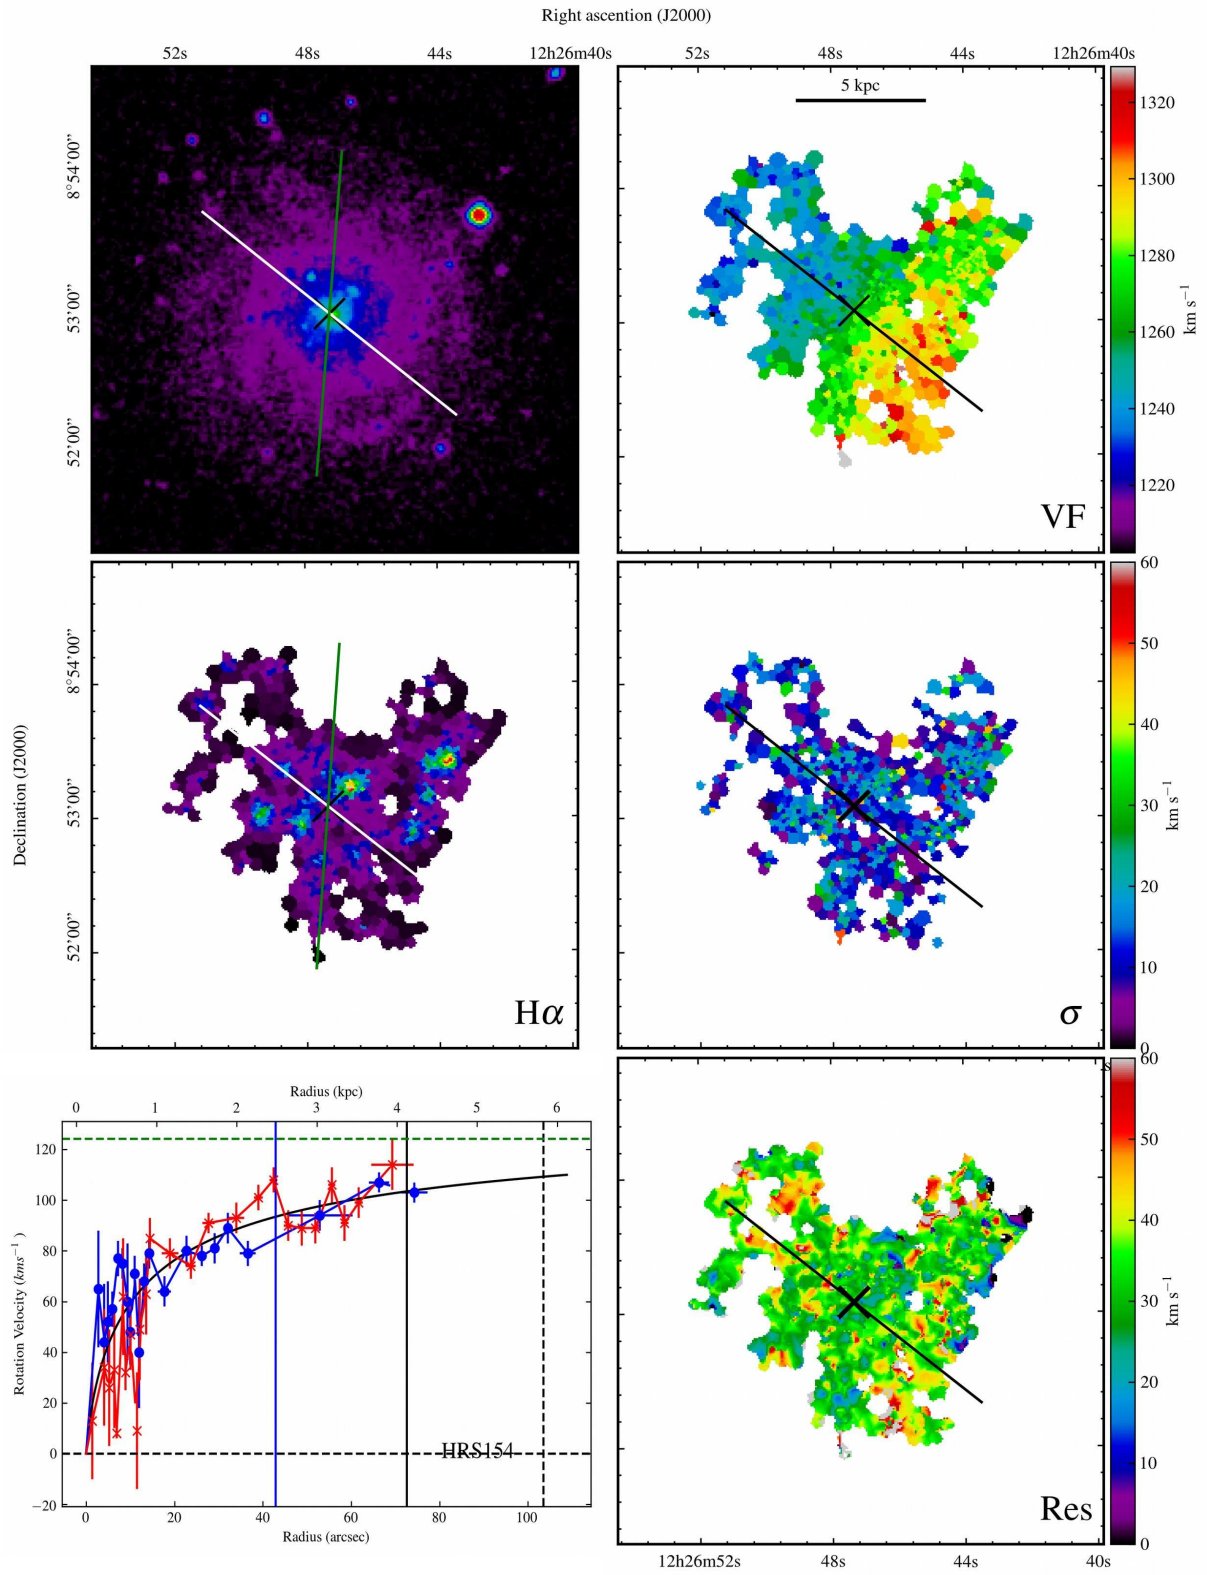 Right ascention (J2000)
52s 48s 44s 12h26m40s
52s 48s 44s 12h26m40s
8°54'00"
53'00"
52'00"
5 kpc
VF
1320
1300
1280
1260
1240
1220
km s⁻¹
Declination (J2000)
8°54'00"
53'00"
52'00"
Hα
σ
60
50
40
30
20
10
0
km s⁻¹
Radius (kpc)
0 1 2 3 4 5 6
Rotation Velocity (kms⁻¹)
120
100
80
60
40
20
0
−20
HRS154
0 20 40 60 80 100
Radius (arcsec)
s
60
50
40
30
20
10
0
km s⁻¹
Res
12h26m52s 48s 44s 40s